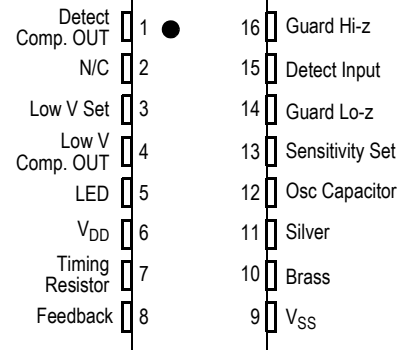 Detect
Comp. OUT 1 16 Guard Hi-z
N/C 2 15 Detect Input
Low V Set 3 14 Guard Lo-z
Low V
Comp. OUT 4 13 Sensitivity Set
LED 5 12 Osc Capacitor
VDD 6 11 Silver
Timing
Resistor 7 10 Brass
Feedback 8 9 VSS